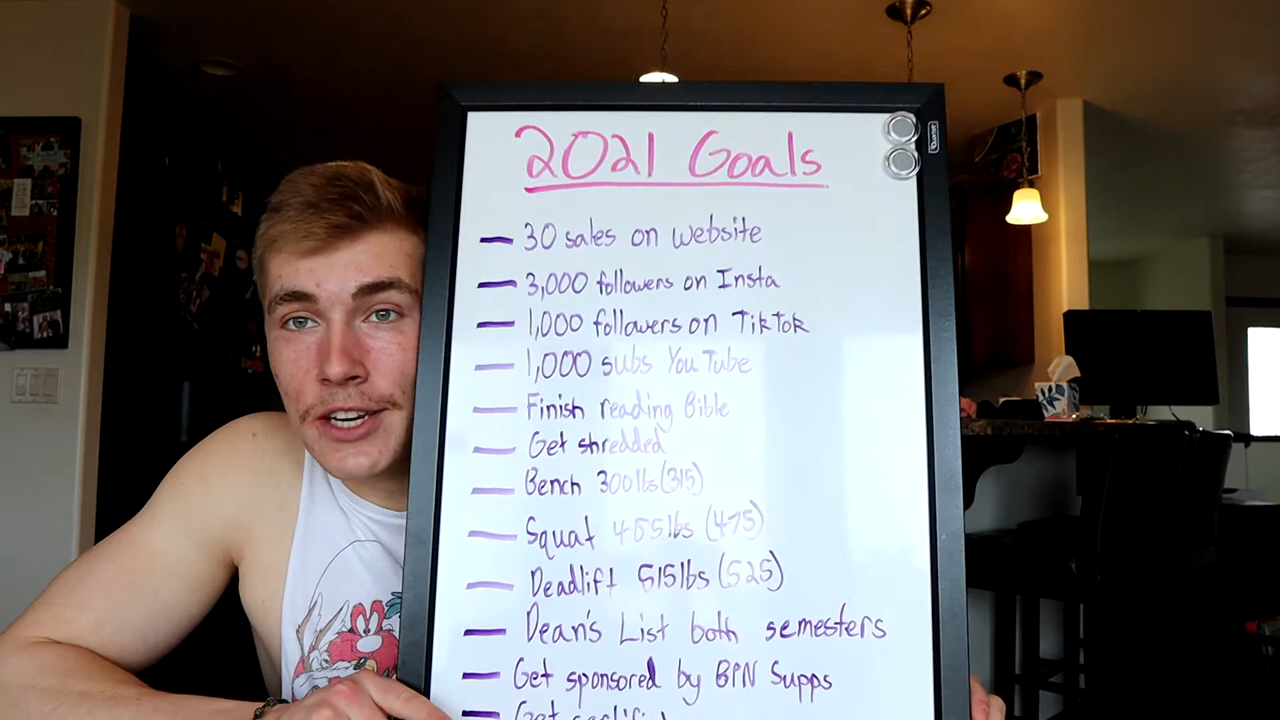 2021 Goals
- 30 sales on website
- 3,000 followers on Insta
- 1,000 followers on TikTok
- 1,000 subs YouTube
- Finish reading Bible
- Get shredded
- Bench 300lbs (315)
- Squat 455lbs (475)
- Deadlift 515lbs (525)
- Dean's List both semesters
- Get sponsored by BPN Supps
- Get
Quartet